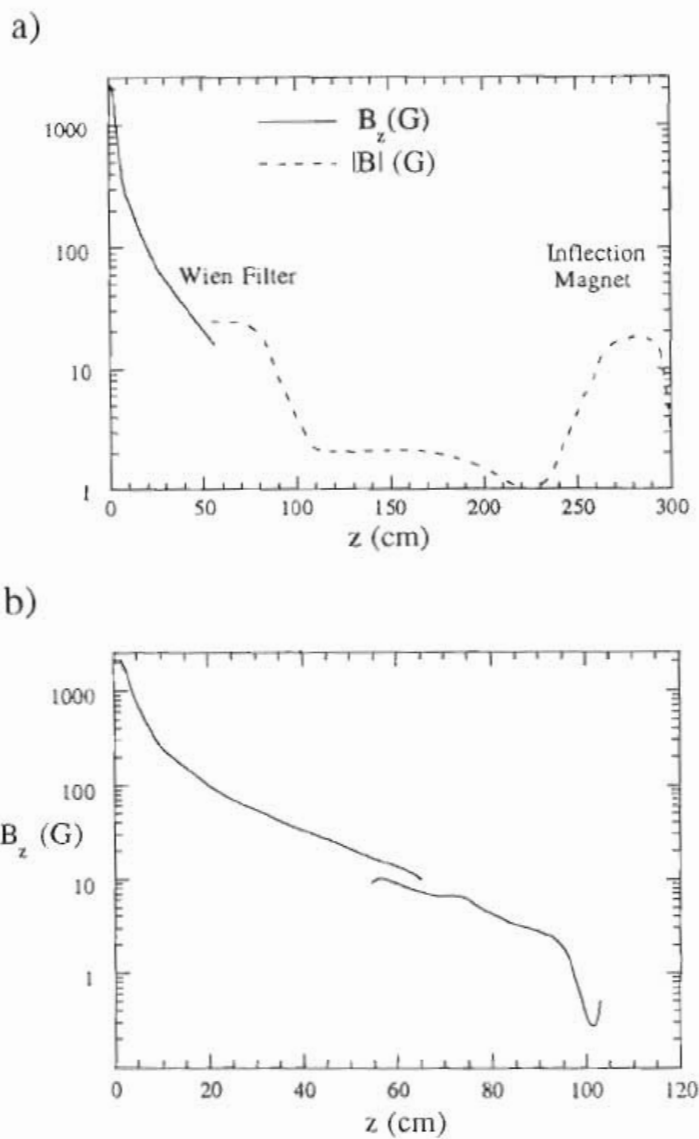 a)
1000
100
10
1
B_z(G)
|B| (G)
Wien Filter
Inflection
Magnet
0 50 100 150 200 250 300
z (cm)
b)
1000
100
B_z (G)
10
1
0 20 40 60 80 100 120
z (cm)